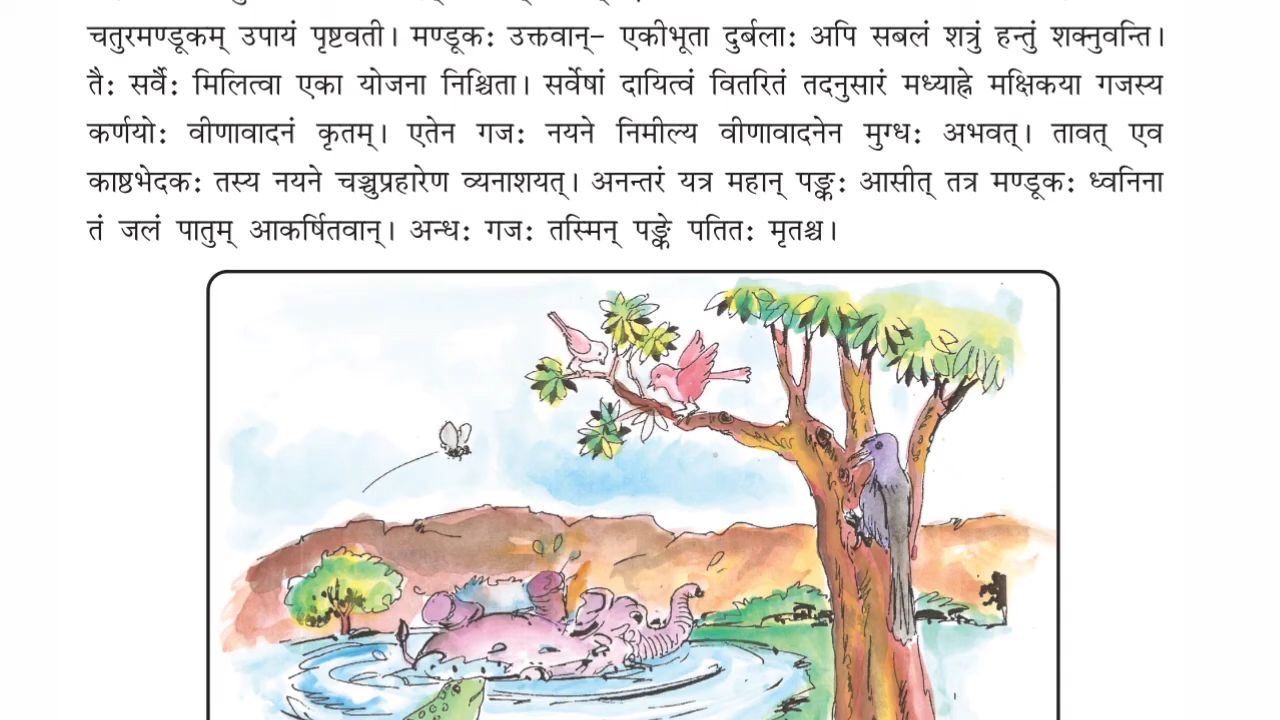 चतुरमण्डूकम् उपायं पृष्टवती। मण्डूकः उक्तवान्– एकीभूता दुर्बलाः अपि सबलं शत्रुं हन्तुं शक्नुवन्ति।
तैः सर्वैः मिलित्वा एका योजना निश्चिता। सर्वेषां दायित्वं वितरितं तदनुसारं मध्याह्ने मक्षिकया गजस्य
कर्णयोः वीणावादनं कृतम्। एतेन गजः नयने निमील्य वीणावादनेन मुग्धः अभवत्। तावत् एव
काष्ठभेदकः तस्य नयने चञ्चुप्रहारेण व्यनाशयत्। अनन्तरं यत्र महान् पङ्कः आसीत् तत्र मण्डूकः ध्वनिना
तं जलं पातुम् आकर्षितवान्। अन्धः गजः तस्मिन् पङ्के पतितः मृतश्च।